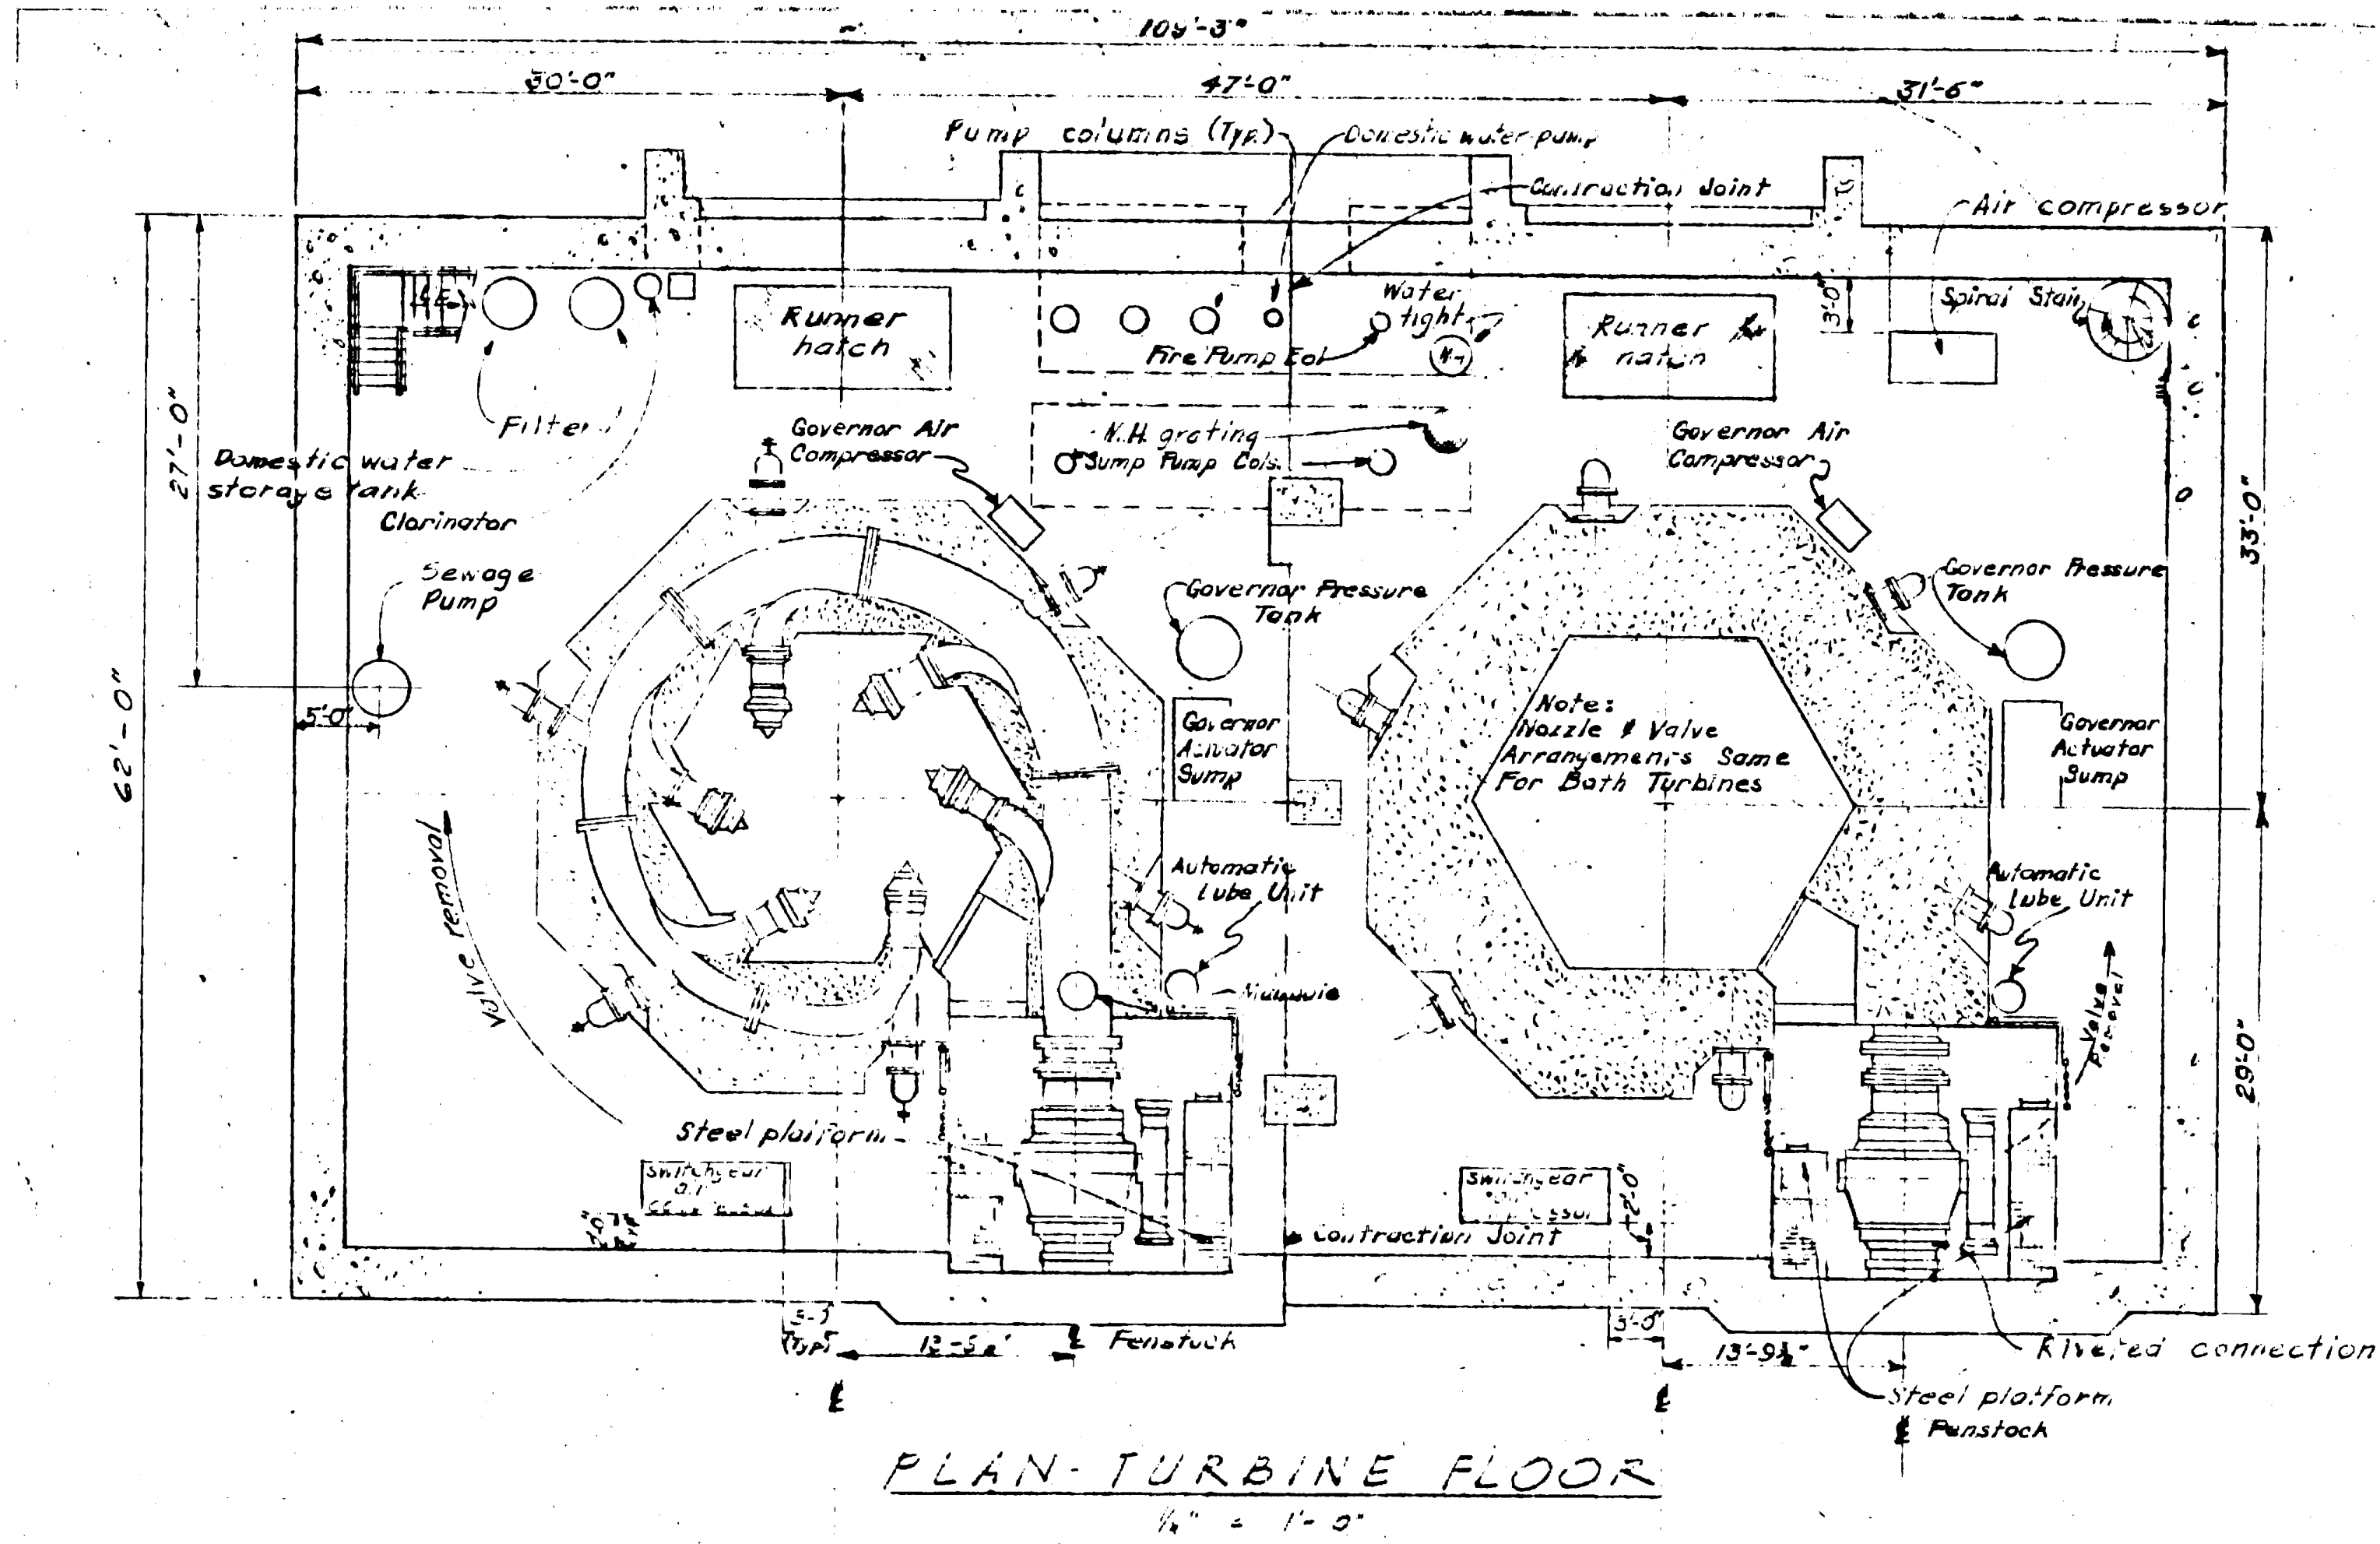 109'-3"
30'-0"
47'-0"
31'-6"
Pump columns (Typ.)
Domestic water pump
Contraction Joint
Air compressor
Runner
hatch
Water
tight
Fire Pump Col
Runner
hatch
3'-0"
Spiral Stair
Filter
27'-0"
Domestic water
storage tank
Clorinator
Governor Air
Compressor
M.H. grating
Sump Pump Cols.
Governor Air
Compressor
33'-0"
Sewage
Pump
Governor Pressure
Tank
Governor Pressure
Tank
5'-0"
62'-0"
Governor
Actuator
Sump
Note:
Nozzle & Valve
Arrangements Same
For Both Turbines
Governor
Actuator
Sump
Valve removal
Automatic
Lube Unit
Automatic
Lube Unit
Valve
Removal
29'-0"
Steel platform
Switchgear
Switchgear
2'-0"
Contraction Joint
(Typ)
℄ Penstock
3'-0"
13'-9½"
Riveted connection
℄
℄
Steel platform
℄ Penstock
PLAN - TURBINE FLOOR
¼" = 1'-0"